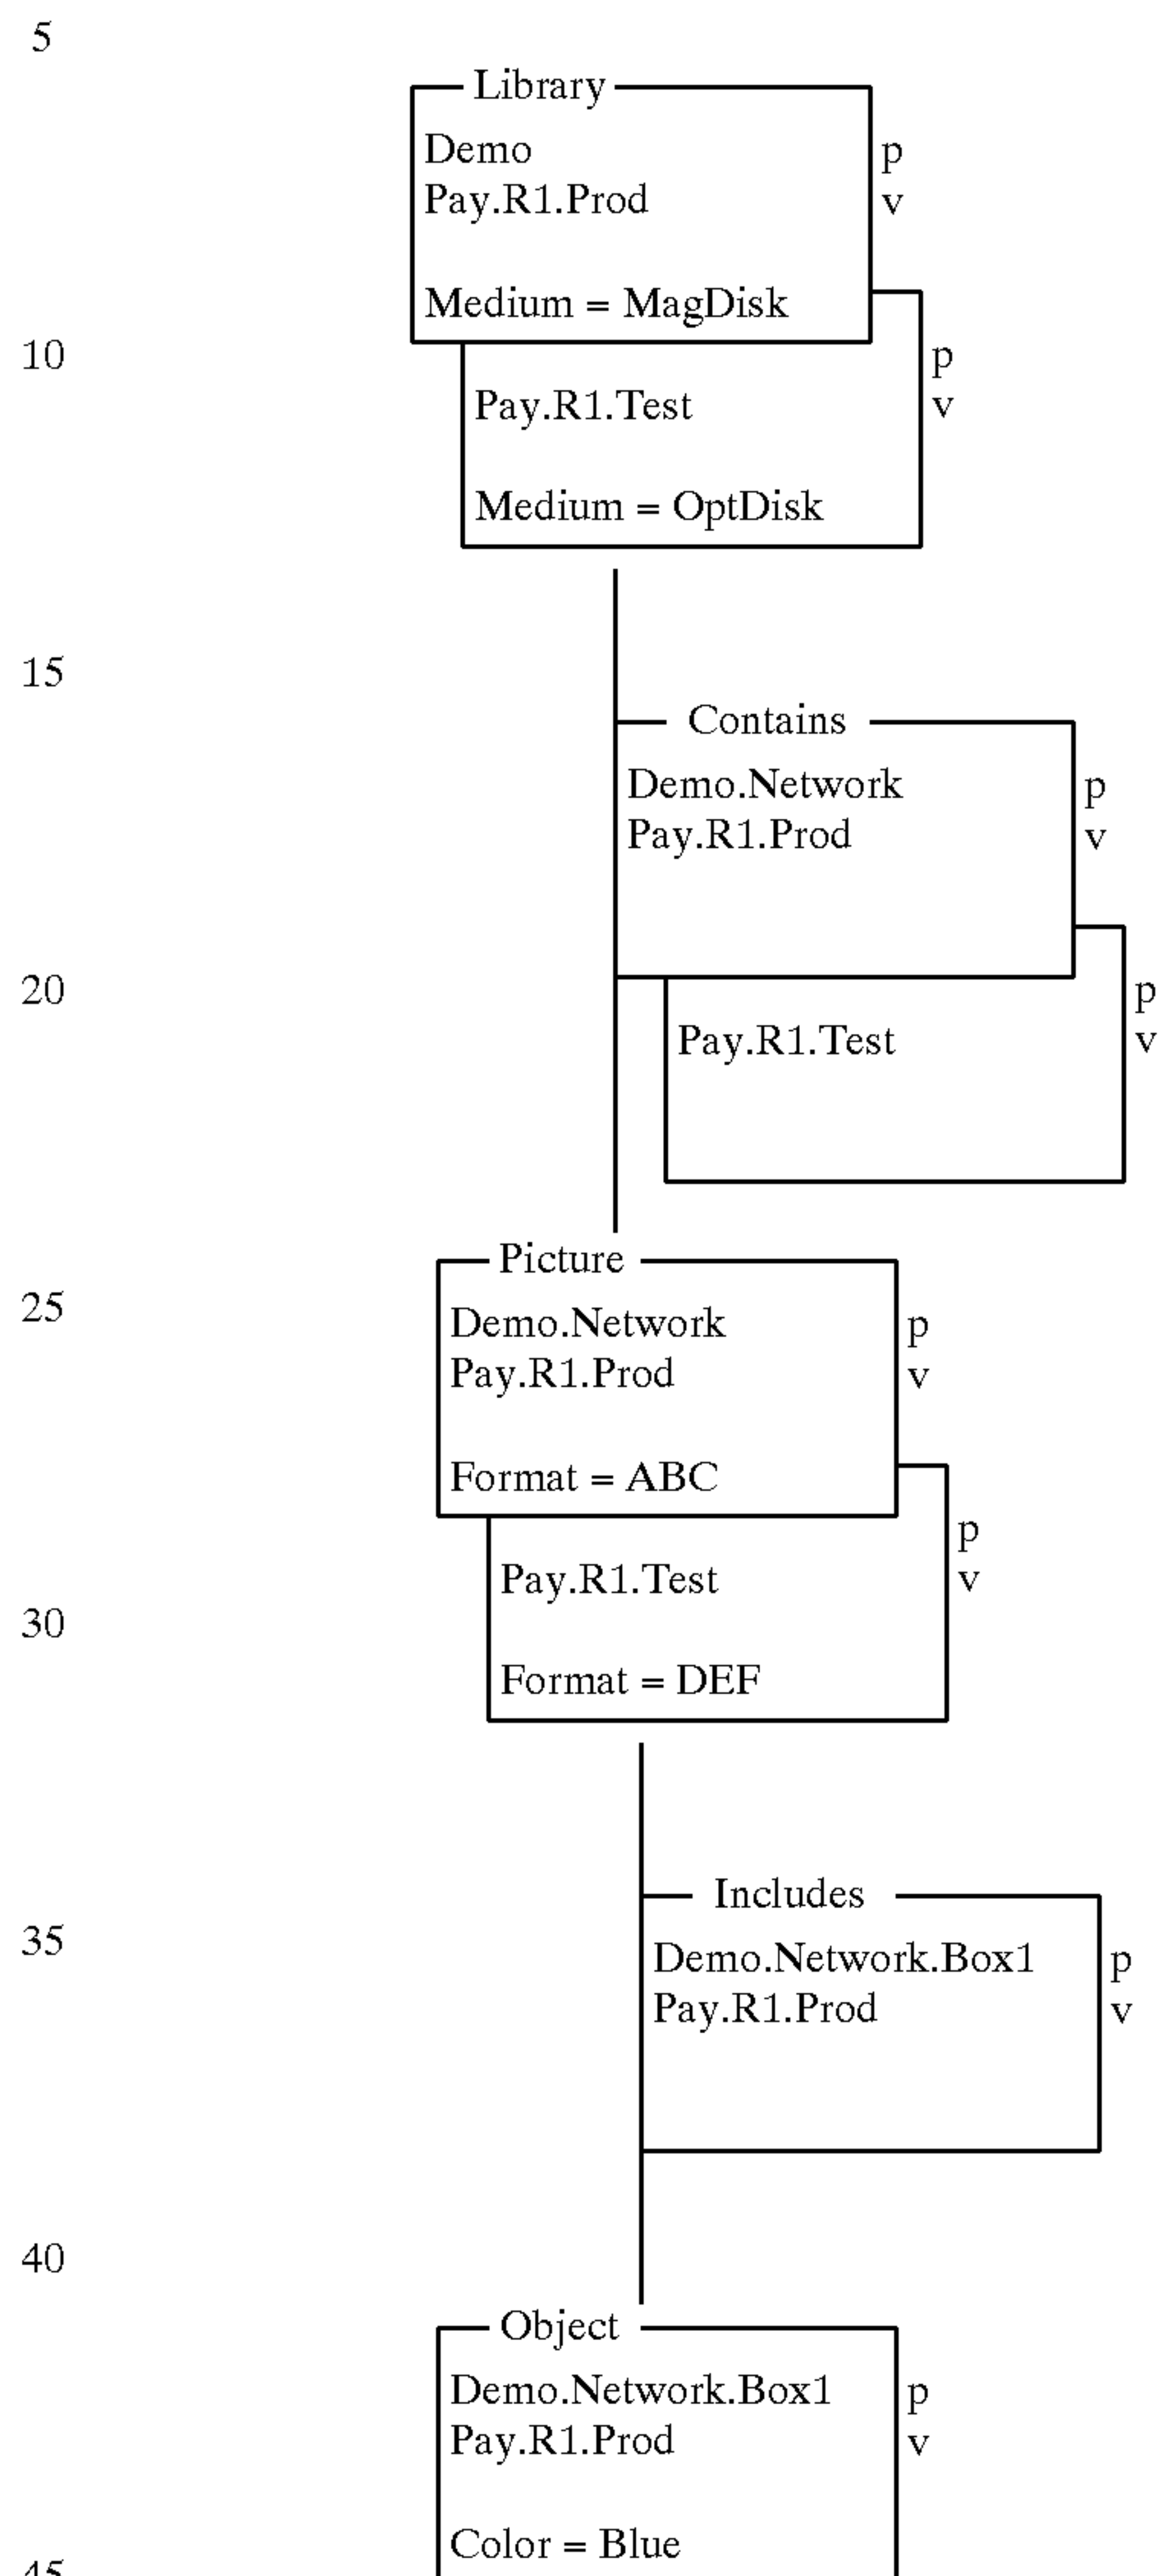 5
Library
Demo
p
Pay.R1.Prod
v
Medium = MagDisk
10
p
Pay.R1.Test
v
Medium = OptDisk
15
Contains
Demo.Network
p
Pay.R1.Prod
v
20
p
Pay.R1.Test
v
Picture
25
Demo.Network
p
Pay.R1.Prod
v
Format = ABC
p
Pay.R1.Test
v
30
Format = DEF
Includes
35
Demo.Network.Box1
p
Pay.R1.Prod
v
40
Object
Demo.Network.Box1
p
Pay.R1.Prod
v
Color = Blue
45